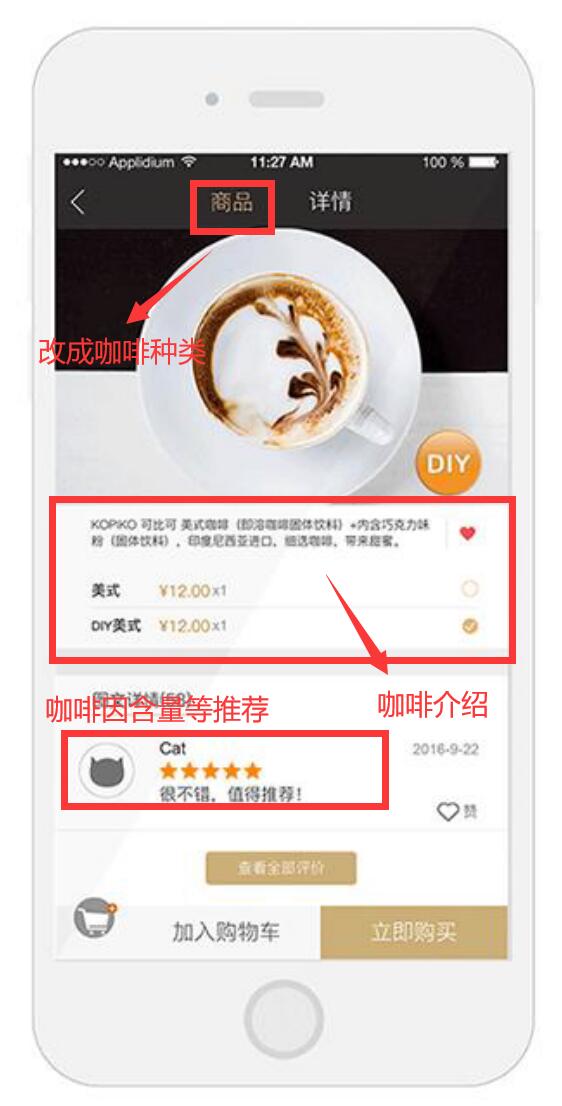 ●●●○○ Applidium 11:27 AM 100 %
商品 详情
改成咖啡种类
DIY
KOPIKO 可比可 美式咖啡（即溶咖啡固体饮料）+内含巧克力味
粉（固体饮料），印度尼西亚进口，细选咖啡，带来甜蜜。
美式 ¥12.00x1
DIY美式 ¥12.00x1
咖啡因含量等推荐
咖啡介绍
Cat 2016-9-22
很不错，值得推荐！
赞
查看全部评价
加入购物车 立即购买